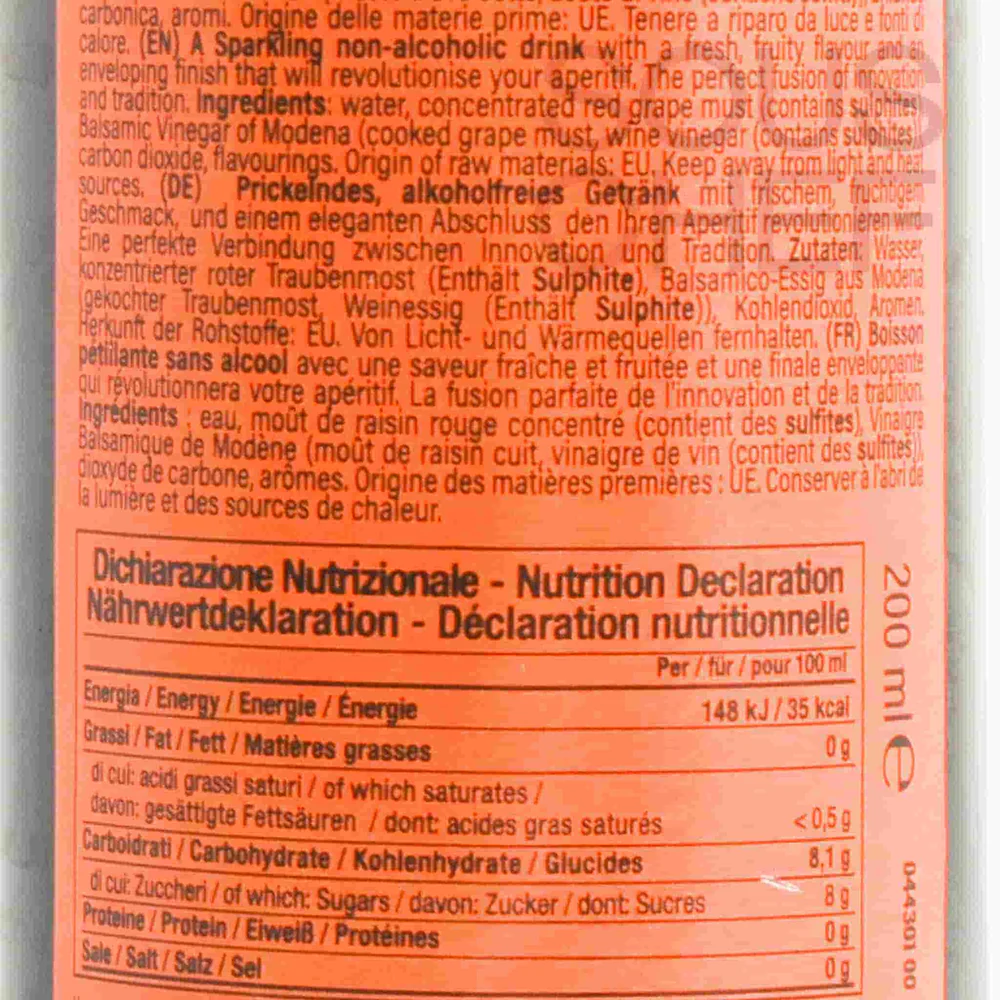 carbonica, aromi. Origine delle materie prime: UE. Tenere a riparo da luce e fonti di
calore. (EN) A Sparkling non-alcoholic drink with a fresh, fruity flavour and an
enveloping finish that will revolutionise your aperitif. The perfect fusion of innovation
and tradition. Ingredients: water, concentrated red grape must (contains sulphites)
Balsamic Vinegar of Modena (cooked grape must, wine vinegar (contains sulphites)
carbon dioxide, flavourings. Origin of raw materials: EU. Keep away from light and heat
sources. (DE) Prickelndes, alkoholfreies Getränk mit frischem, fruchtigem
Geschmack, und einem eleganten Abschluss den Ihren Aperitif revolutionieren wird
Eine perfekte Verbindung zwischen Innovation und Tradition. Zutaten: Wasser,
konzentrierter roter Traubenmost (Enthält Sulphite), Balsamico-Essig aus Modena
(gekochter Traubenmost, Weinessig (Enthält Sulphite)), Kohlendioxid, Aromen.
Herkunft der Rohstoffe: EU. Von Licht- und Wärmequellen fernhalten. (FR) Boisson
pétillante sans alcool avec une saveur fraîche et fruitée et une finale enveloppante
qui révolutionnera votre apéritif. La fusion parfaite de l'innovation et de la tradition.
Ingrédients : eau, moût de raisin rouge concentré (contient des sulfites), Vinaigre
Balsamique de Modène (moût de raisin cuit, vinaigre de vin (contient des sulfites)),
dioxyde de carbone, arômes. Origine des matières premières : UE. Conserver à l'abri de
la lumière et des sources de chaleur.
Dichiarazione Nutrizionale - Nutrition Declaration
Nährwertdeklaration - Déclaration nutritionnelle
Per / für / pour 100 ml
Energia / Energy / Energie / Énergie 148 kJ / 35 kcal
Grassi / Fat / Fett / Matières grasses 0 g
di cui: acidi grassi saturi / of which saturates /
davon: gesättigte Fettsäuren / dont: acides gras saturés <0,5 g
Carboidrati / Carbohydrate / Kohlenhydrate / Glucides 8,1 g
di cui: Zuccheri / of which: Sugars / davon: Zucker / dont: Sucres 8 g
Proteine / Protein / Eiweiß / Protéines 0 g
Sale / Salt / Salz / Sel 0 g
200 ml e
044301 00